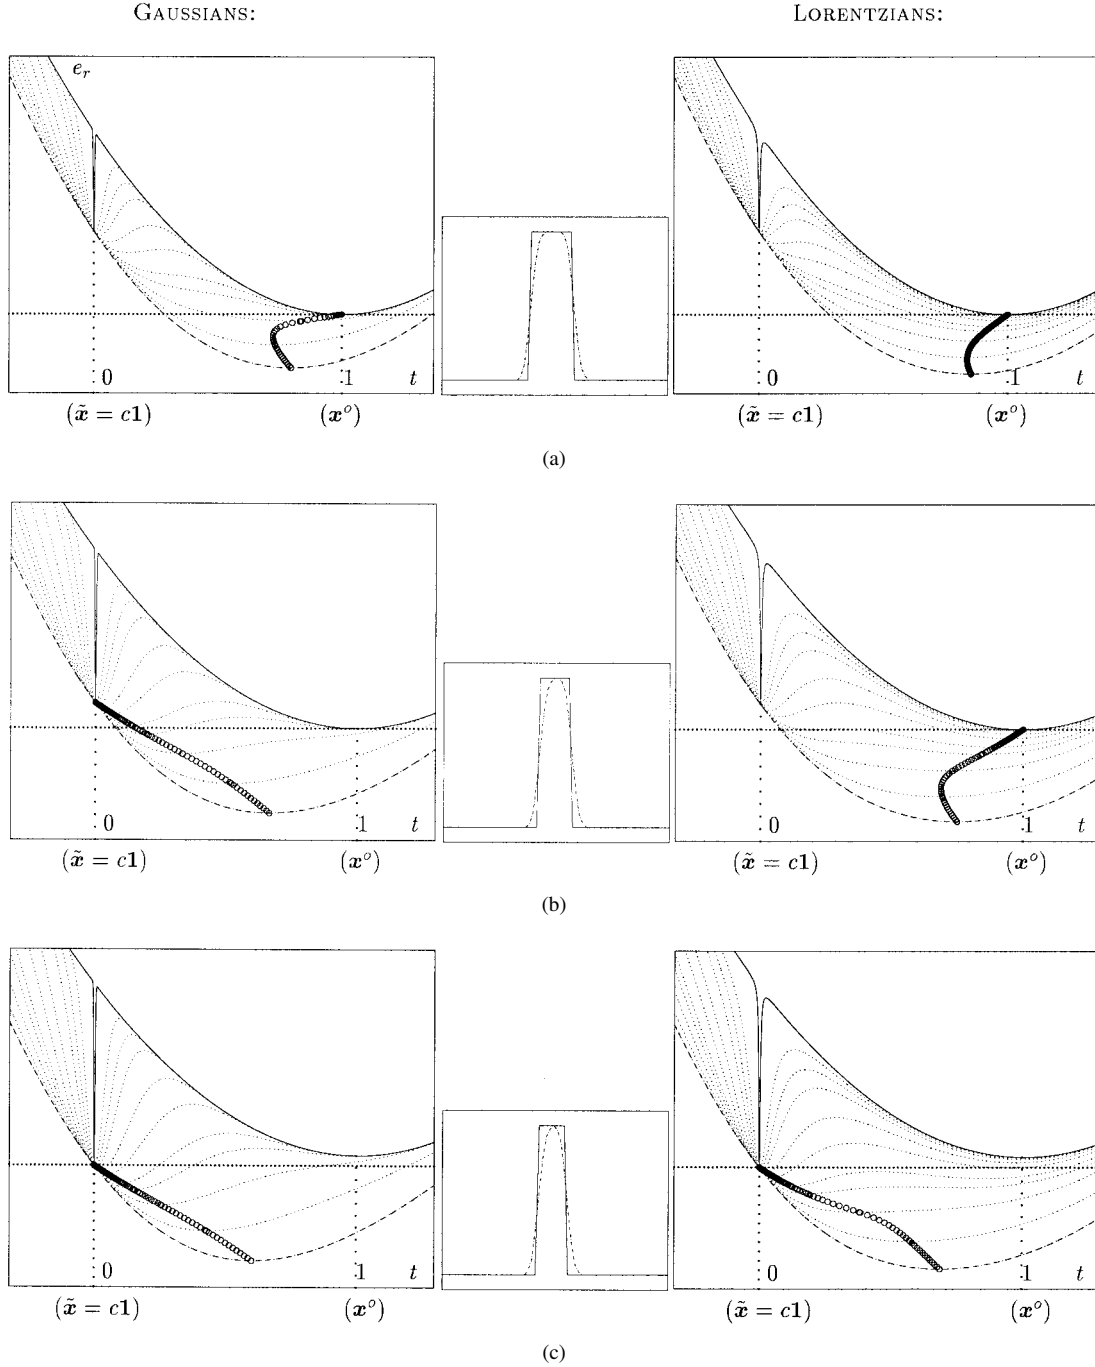 GAUSSIANS:
LORENTZIANS:
e_r
0
1
t
(x̃ = c1)
(x^o)
0
1
t
(x̃ = c1)
(x^o)
(a)
0
1
t
(x̃ = c1)
(x^o)
0
1
t
(x̃ = c1)
(x^o)
(b)
0
1
t
(x̃ = c1)
(x^o)
0
1
t
(x̃ = c1)
(x^o)
(c)